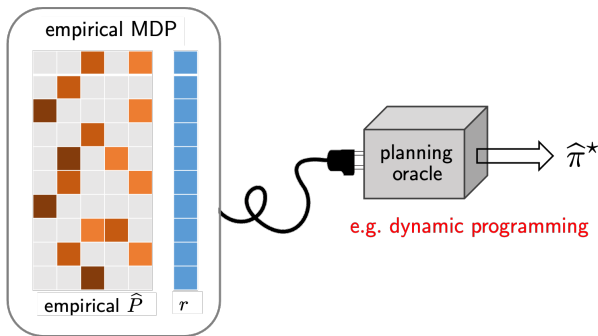 empirical MDP
planning
oracle
π̂⋆
e.g. dynamic programming
empirical P̂
r